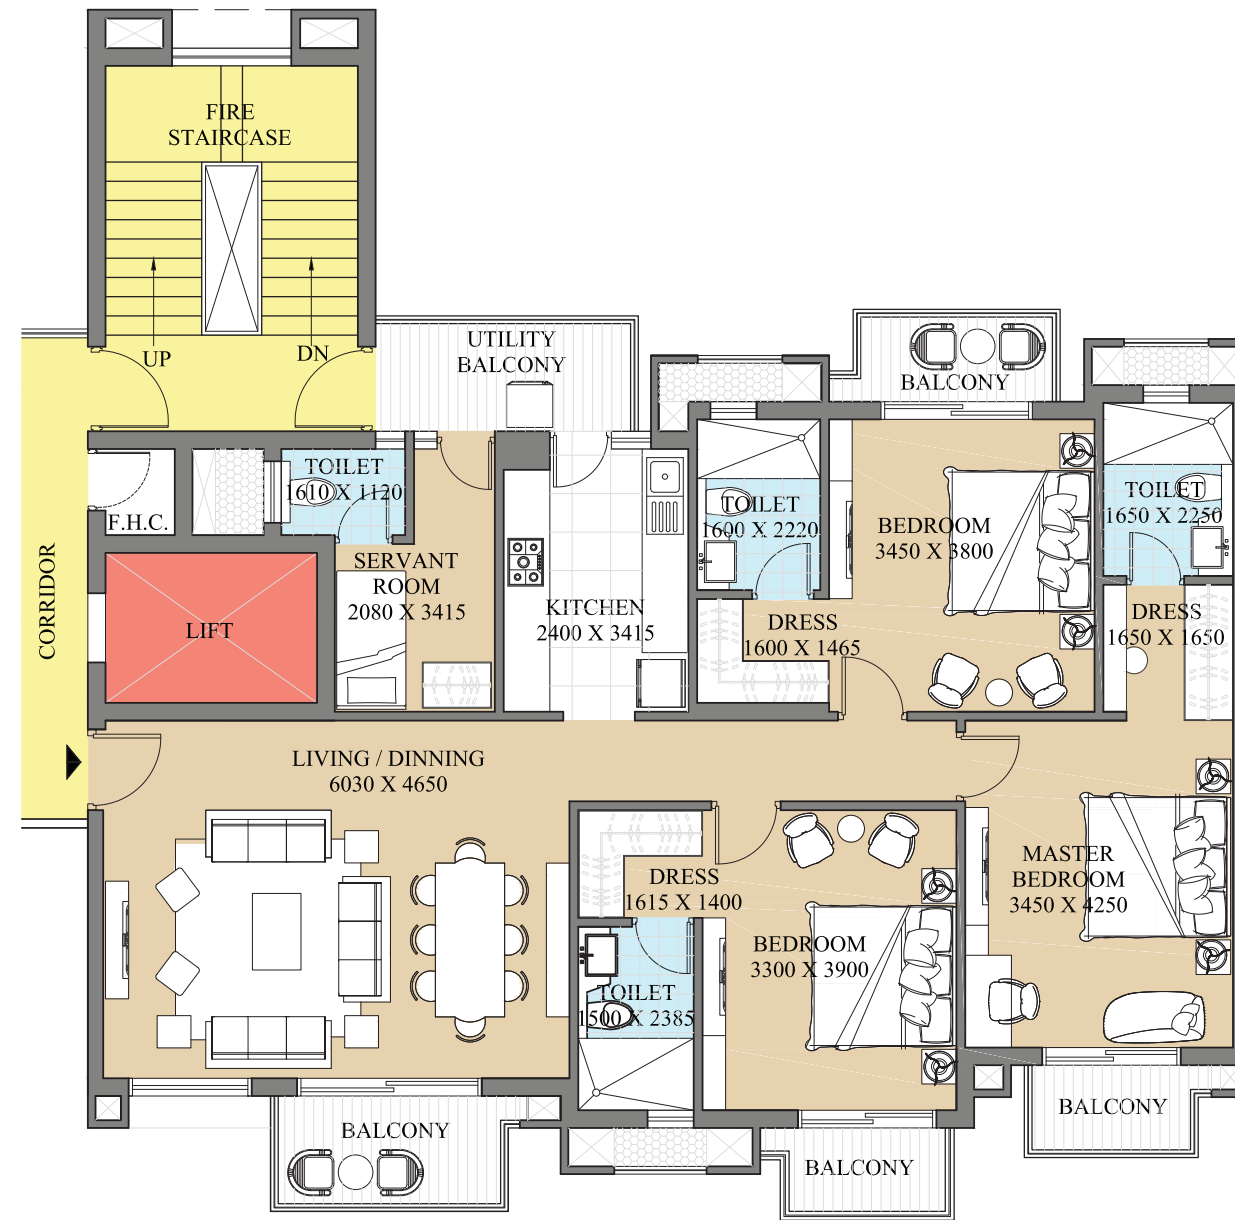 FIRE
STAIRCASE
UP
DN
UTILITY
BALCONY
BALCONY
TOILET
1610 X 1120
F.H.C.
TOILET
1600 X 2220
BEDROOM
3450 X 3800
TOILET
1650 X 2250
CORRIDOR
LIFT
SERVANT
ROOM
2080 X 3415
KITCHEN
2400 X 3415
DRESS
1600 X 1465
DRESS
1650 X 1650
LIVING / DINNING
6030 X 4650
DRESS
1615 X 1400
BEDROOM
3300 X 3900
MASTER
BEDROOM
3450 X 4250
TOILET
1500 X 2385
BALCONY
BALCONY
BALCONY